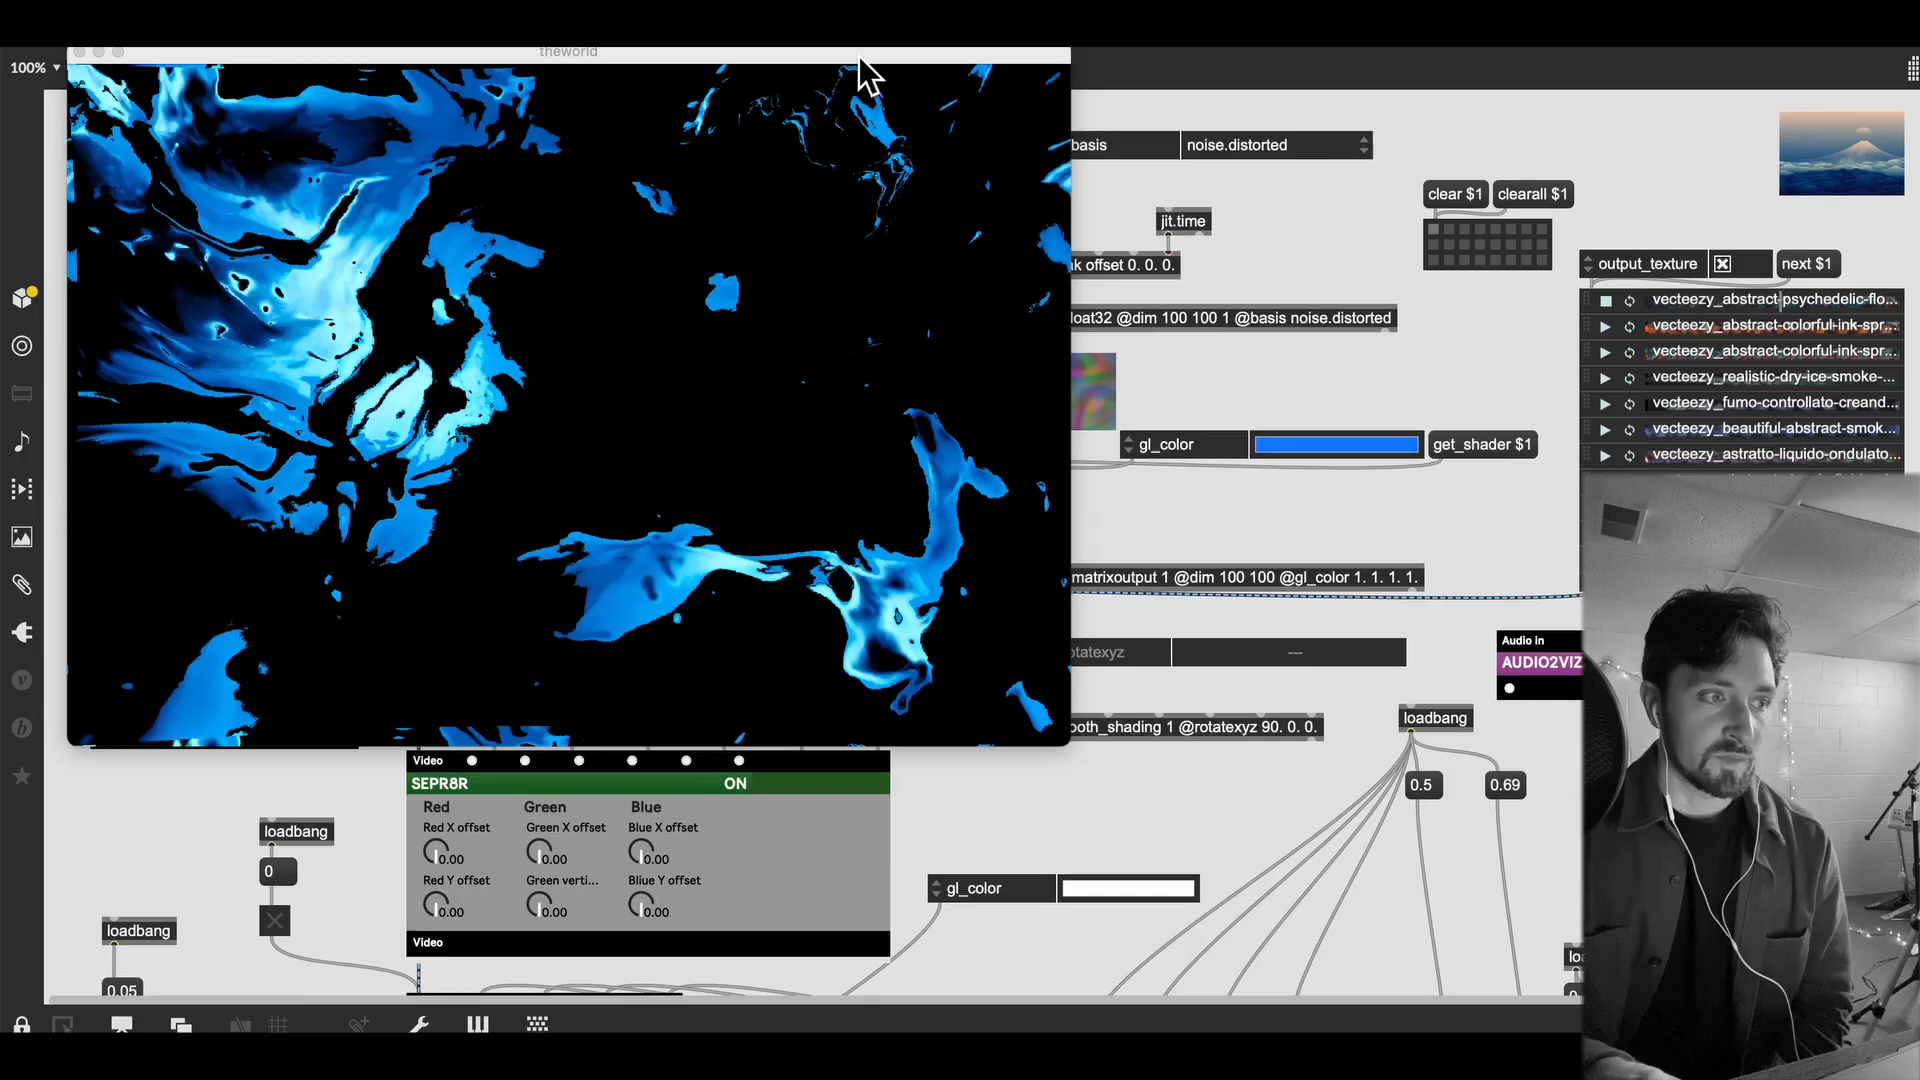 theworld
100%
basis
noise.distorted
clear $1
clearall $1
jit.time
offset 0. 0. 0.
output_texture
next $1
vecteezy_abstract-psychedelic-flo...
@dim 100 100 1 @basis noise.distorted
vecteezy_abstract-colorful-ink-spr...
vecteezy_abstract-colorful-ink-spr...
vecteezy_realistic-dry-ice-smoke-...
vecteezy_fumo-controllato-creand...
vecteezy_beautiful-abstract-smok...
vecteezy_astratto-liquido-ondulato...
gl_color
get_shader $1
matrixoutput 1 @dim 100 100 @gl_color 1. 1. 1. 1.
---
Audio in
AUDIO2VIZ
1 @rotatexyz 90. 0. 0.
loadbang
0.5
0.69
Video
SEPR8R
ON
Red
Green
Blue
Red X offset
Green X offset
Blue X offset
0.00
0.00
0.00
Red Y offset
Green verti...
Bliue Y offset
0.00
0.00
0.00
Video
loadbang
0
gl_color
loadbang
0.05